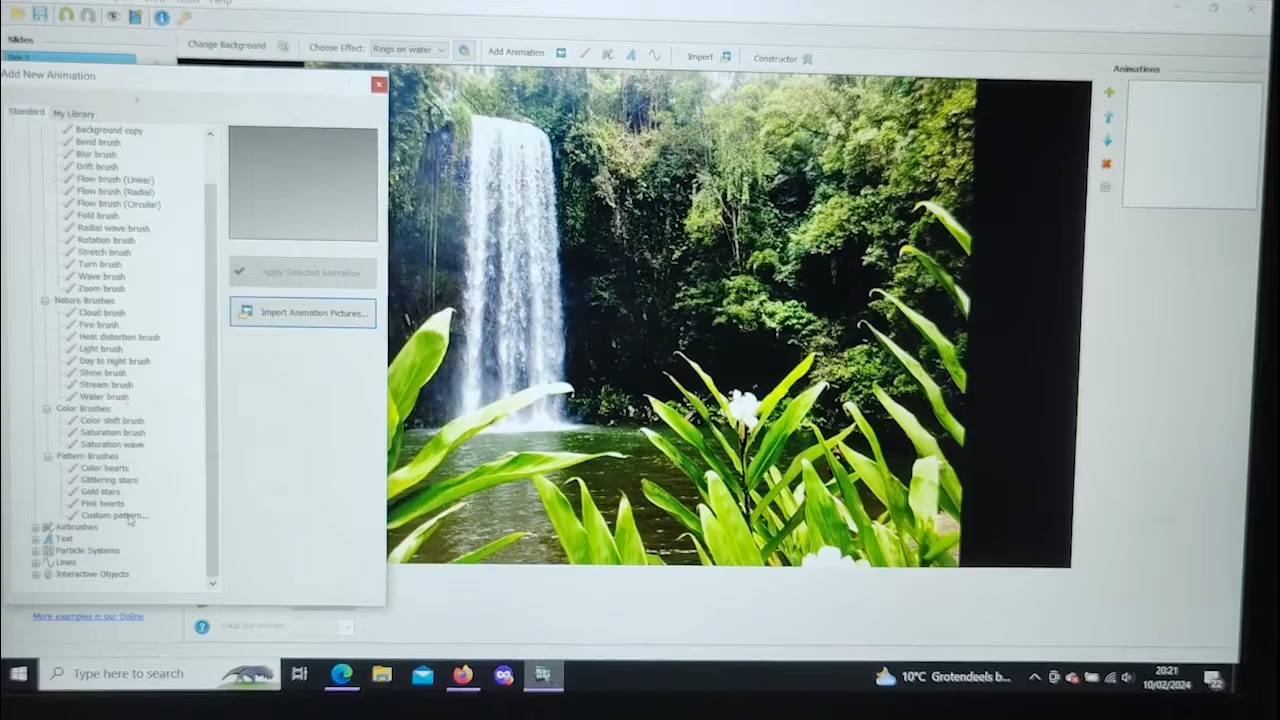 Help
Slides
Change Background
Choose Effect: Rings on water
Add Animation
Import
Constructor
Animations
Add New Animation
Standard
My Library
Background copy
Bend brush
Blur brush
Drift brush
Flow brush (Linear)
Flow brush (Radial)
Flow brush (Circular)
Fold brush
Radial wave brush
Rotation brush
Stretch brush
Turn brush
Wave brush
Zoom brush
Nature Brushes
Cloud brush
Fire brush
Heat distortion brush
Light brush
Day to night brush
Shine brush
Stream brush
Water brush
Color Brushes
Color shift brush
Saturation brush
Saturation wave
Pattern Brushes
Color hearts
Glittering stars
Gold stars
Pink hearts
Custom pattern...
Airbrushes
Text
Particle Systems
Lines
Interactive Objects
Apply Selected Animation
Import Animation Pictures...
More examples in our Online
Type here to search
10°C Grotendeels b...
20:21
10/02/2024
22